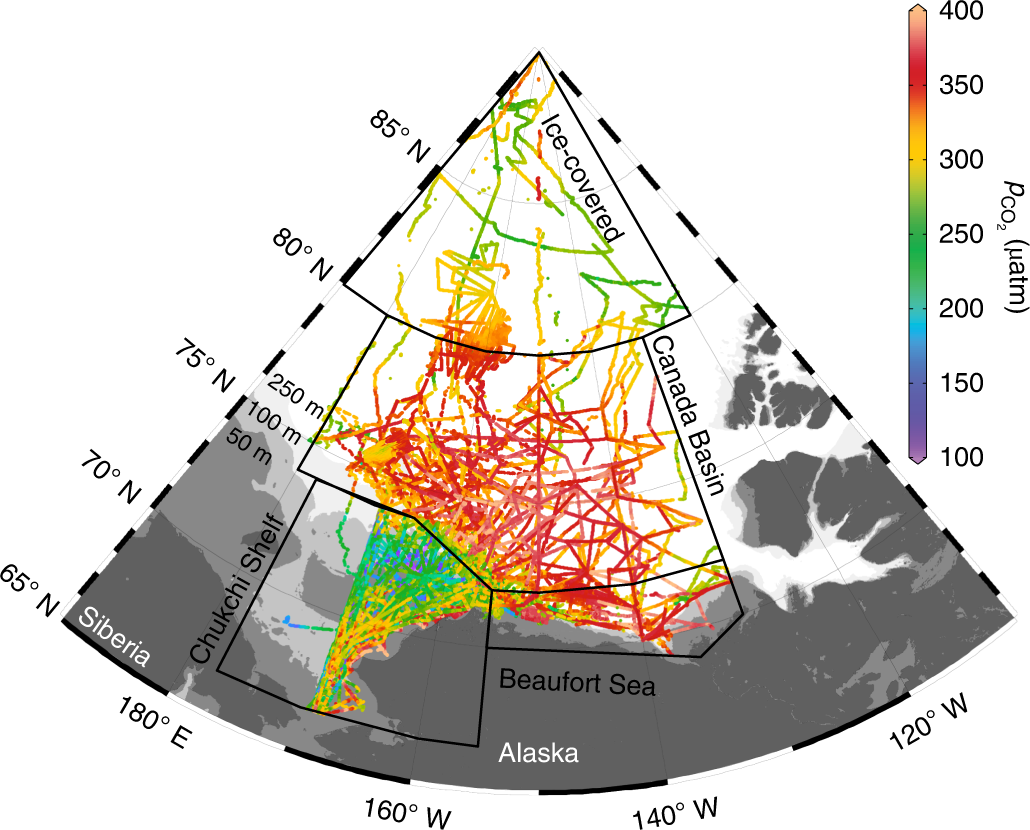 400
350
300
250
200
150
100
pCO2 (µatm)
85° N
80° N
75° N
70° N
65° N
Ice-covered
Canada Basin
250 m
100 m
50 m
Chukchi Shelf
Siberia
Beaufort Sea
Alaska
180° E
160° W
140° W
120° W